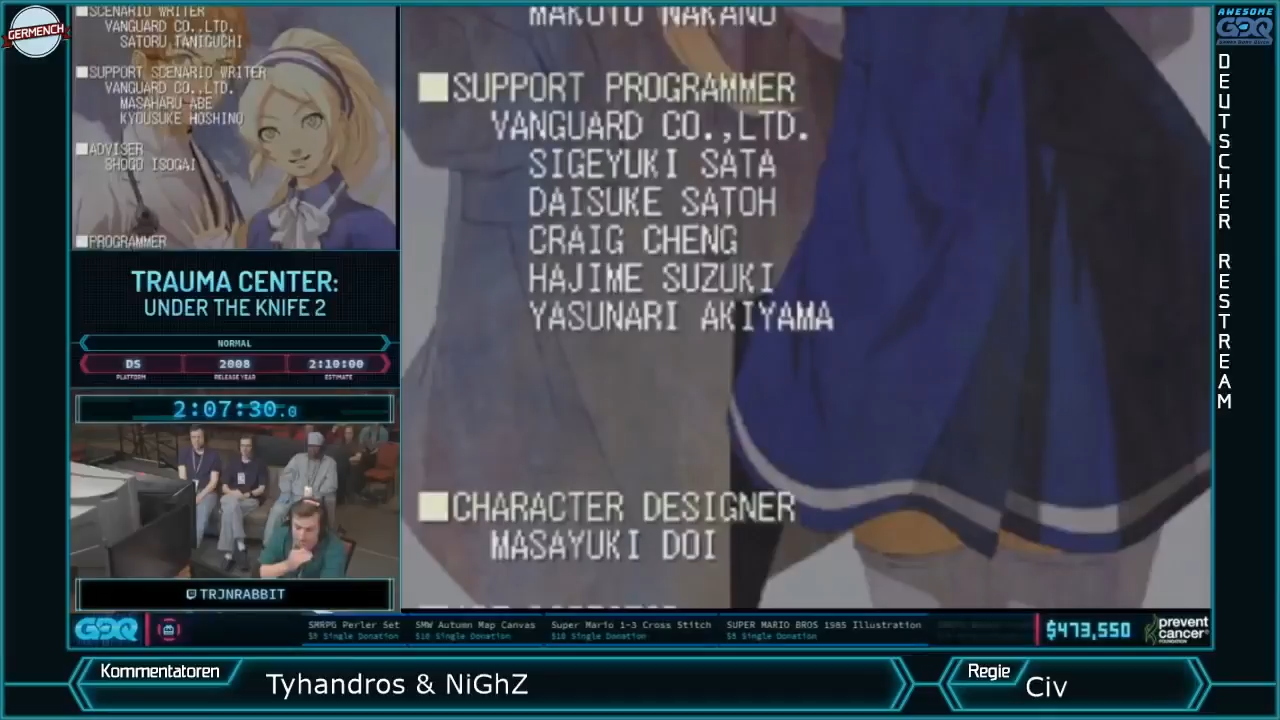 GERMENCH
SCENARIO WRITER
VANGUARD CO.,LTD.
SATORU TANIGUCHI
SUPPORT SCENARIO WRITER
VANGUARD CO.,LTD.
MASAHARU ABE
KYOUSUKE HOSHINO
ADVISER
SHOGO ISOGAI
PROGRAMMER
TRAUMA CENTER:
UNDER THE KNIFE 2
NORMAL
DS
2008
2:10:00
PLATFORM
RELEASE YEAR
ESTIMATE
2:07:30.0
TRJNRABBIT
MAKOTO NAKANO
SUPPORT PROGRAMMER
VANGUARD CO.,LTD.
SIGEYUKI SATA
DAISUKE SATOH
CRAIG CHENG
HAJIME SUZUKI
YASUNARI AKIYAMA
CHARACTER DESIGNER
MASAYUKI DOI
AWESOME
GDQ
DEUTSCHER RESTREAM
GDQ
SMRPG Perler Set
$5 Single Donation
SMW Autumn Map Canvas
$10 Single Donation
Super Mario 1-3 Cross Stitch
$10 Single Donation
SUPER MARIO BROS 1985 Illustration
$5 Single Donation
$473,550
prevent
cancer
FOUNDATION
Kommentatoren
Tyhandros & NiGhZ
Regie
Civ